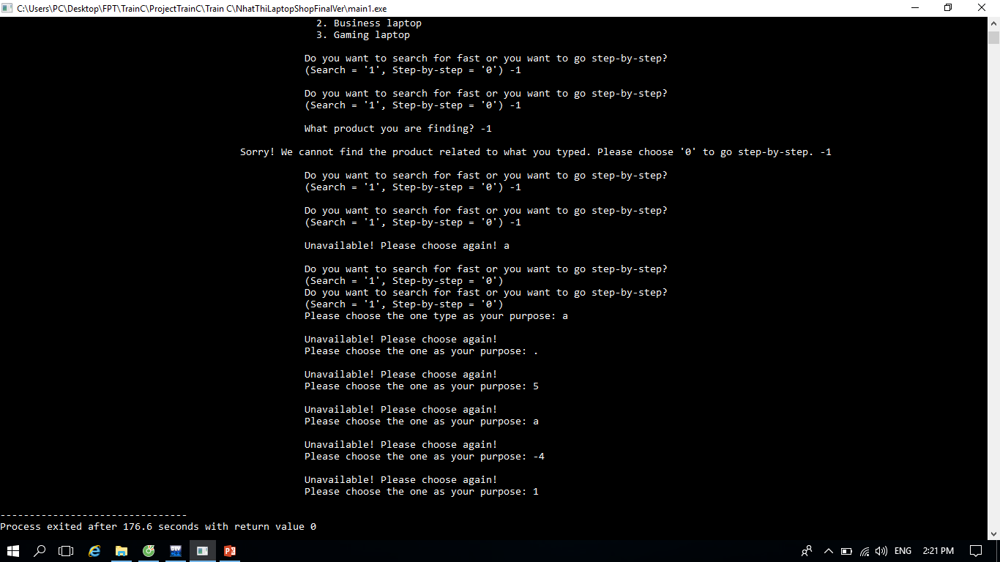 C:\Users\PC\Desktop\FPT\TrainC\ProjectTrainC\Train C\NhatThiLaptopShopFinalVer\main1.exe
2. Business laptop
3. Gaming laptop
Do you want to search for fast or you want to go step-by-step?
(Search = '1', Step-by-step = '0') -1
Do you want to search for fast or you want to go step-by-step?
(Search = '1', Step-by-step = '0') -1
What product you are finding? -1
Sorry! We cannot find the product related to what you typed. Please choose '0' to go step-by-step. -1
Do you want to search for fast or you want to go step-by-step?
(Search = '1', Step-by-step = '0') -1
Do you want to search for fast or you want to go step-by-step?
(Search = '1', Step-by-step = '0') -1
Unavailable! Please choose again! a
Do you want to search for fast or you want to go step-by-step?
(Search = '1', Step-by-step = '0')
Do you want to search for fast or you want to go step-by-step?
(Search = '1', Step-by-step = '0')
Please choose the one type as your purpose: a
Unavailable! Please choose again!
Please choose the one as your purpose: .
Unavailable! Please choose again!
Please choose the one as your purpose: 5
Unavailable! Please choose again!
Please choose the one as your purpose: a
Unavailable! Please choose again!
Please choose the one as your purpose: -4
Unavailable! Please choose again!
Please choose the one as your purpose: 1
--------------------------------
Process exited after 176.6 seconds with return value 0
DEV
ENG
2:21 PM